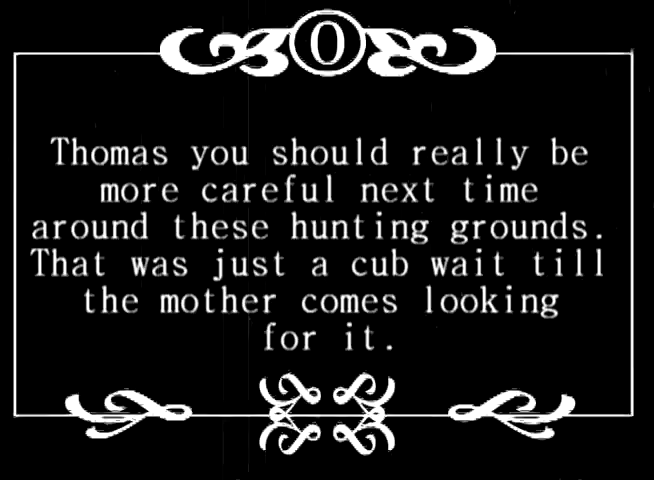 O
Thomas you should really be
more careful next time
around these hunting grounds.
That was just a cub wait till
the mother comes looking
for it.